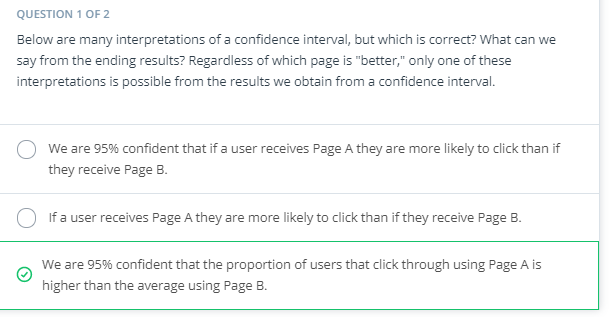 QUESTION 1 OF 2
Below are many interpretations of a confidence interval, but which is correct? What can we
say from the ending results? Regardless of which page is "better," only one of these
interpretations is possible from the results we obtain from a confidence interval.
We are 95% confident that if a user receives Page A they are more likely to click than if
they receive Page B.
If a user receives Page A they are more likely to click than if they receive Page B.
We are 95% confident that the proportion of users that click through using Page A is
higher than the average using Page B.